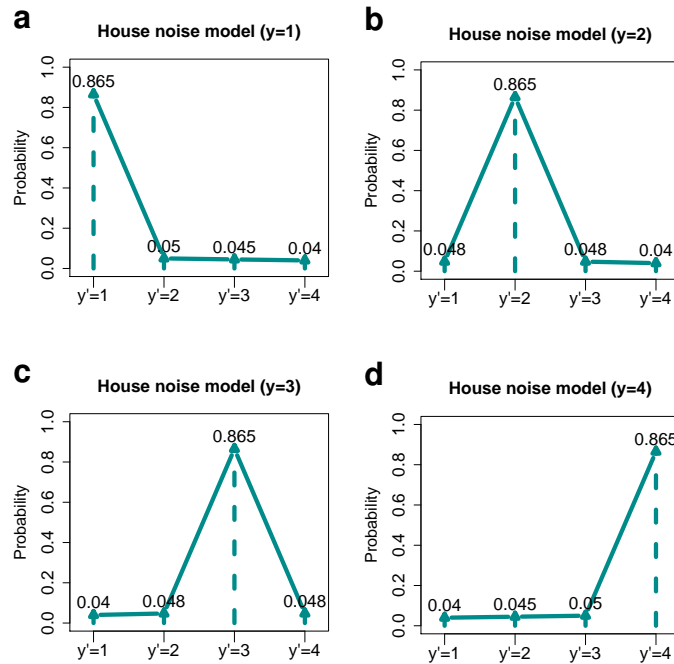 a
House noise model (y=1)
Probability
0.0 0.2 0.4 0.6 0.8 1.0
0.865
0.05
0.045
0.04
y'=1 y'=2 y'=3 y'=4
b
House noise model (y=2)
Probability
0.0 0.2 0.4 0.6 0.8 1.0
0.048
0.865
0.048
0.04
y'=1 y'=2 y'=3 y'=4
c
House noise model (y=3)
Probability
0.0 0.2 0.4 0.6 0.8 1.0
0.04
0.048
0.865
0.048
y'=1 y'=2 y'=3 y'=4
d
House noise model (y=4)
Probability
0.0 0.2 0.4 0.6 0.8 1.0
0.04
0.045
0.05
0.865
y'=1 y'=2 y'=3 y'=4